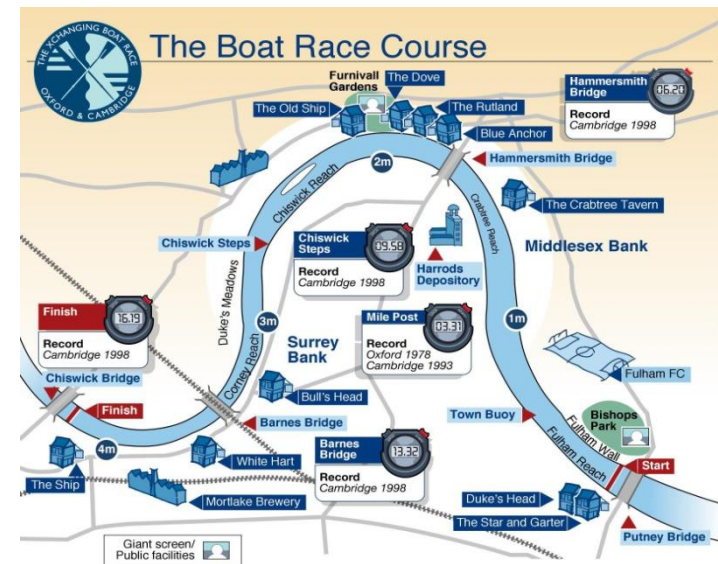 THE XCHANGING BOAT RACE
OXFORD & CAMBRIDGE
The Boat Race Course
Furnivall
Gardens
The Dove
The Old Ship
The Rutland
Blue Anchor
Hammersmith
Bridge
06.20
Record
Cambridge 1998
Hammersmith Bridge
2m
Chiswick Reach
Crabtree Reach
The Crabtree Tavern
Chiswick Steps
Chiswick
Steps
09.58
Record
Cambridge 1998
Harrods
Depository
Middlesex Bank
Duke's Meadows
Finish
16.19
Record
Cambridge 1998
3m
Surrey
Bank
Mile Post
03.31
Record
Oxford 1978
Cambridge 1993
1m
Chiswick Bridge
Finish
Corney Reach
Bull's Head
Fulham FC
Barnes Bridge
Town Buoy
Bishops
Park
Fulham Wall
Fulham Reach
4m
White Hart
Barnes
Bridge
13.32
Record
Cambridge 1998
Start
The Ship
Mortlake Brewery
Duke's Head
The Star and Garter
Putney Bridge
Giant screen/
Public facilities